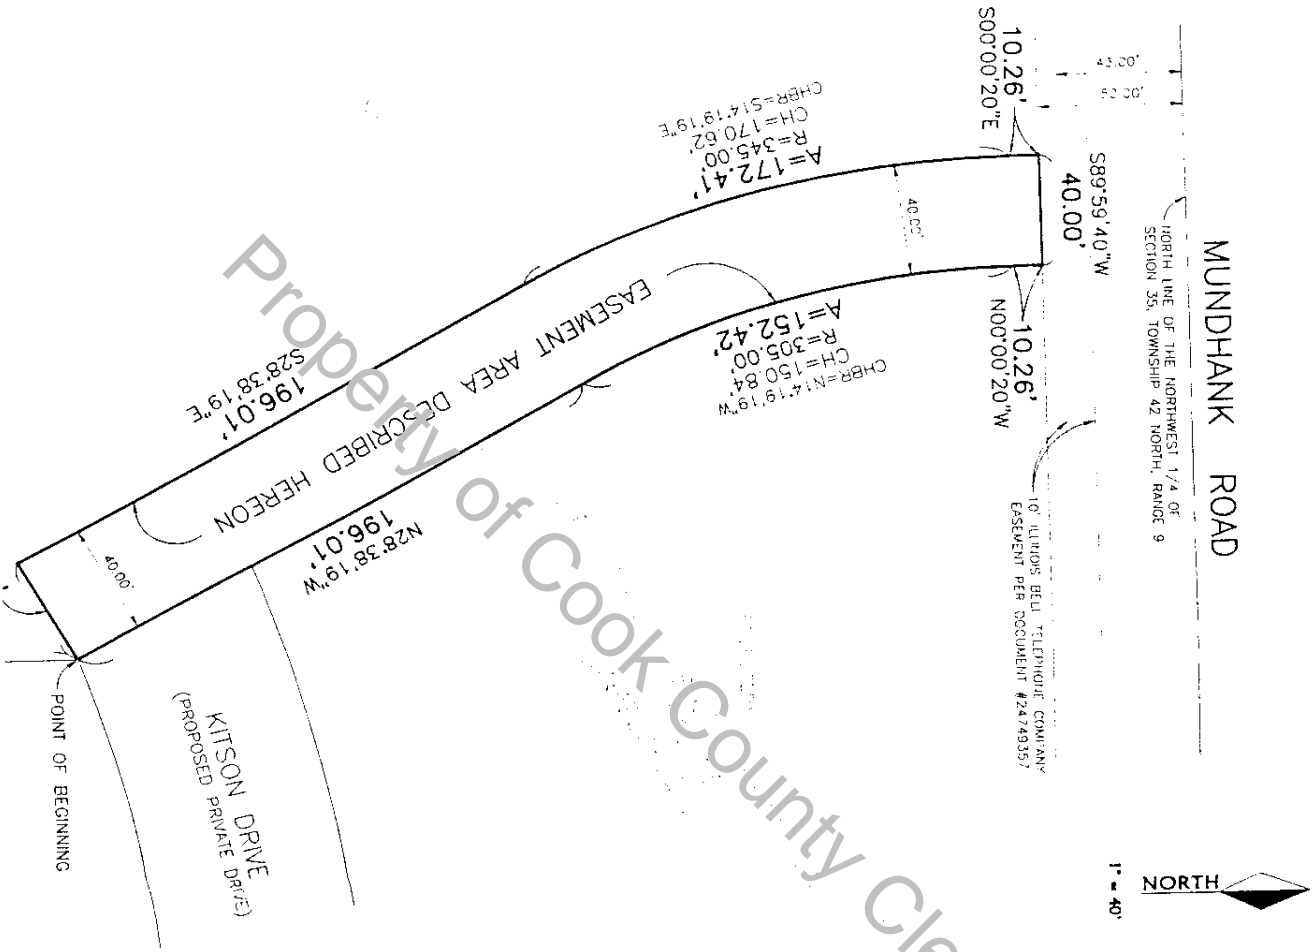 MUNDHANK ROAD
43.00'
NORTH LINE OF THE NORTHWEST 1/4 OF
SECTION 35, TOWNSHIP 42 NORTH, RANGE 9
S89°59'40"W
40.00'
10.26'
S00°00'20"E
10.26'
N00°00'20"W
10' ILLINOIS BELL TELEPHONE COMPANY
EASEMENT PER DOCUMENT #24749357
40.00'
A=172.41'
R=345.00'
CH=170.62'
CHBR=S14°19'19"E
A=152.42'
R=305.00'
CH=150.84'
CHBR=N14°19'19"W
EASEMENT AREA DESCRIBED HEREON
196.01'
S28°38'19"E
N28°38'19"W
196.01'
40.00'
KITSON DRIVE
(PROPOSED PRIVATE DRIVE)
POINT OF BEGINNING
NORTH
1" = 40'
Property of Cook County Cle